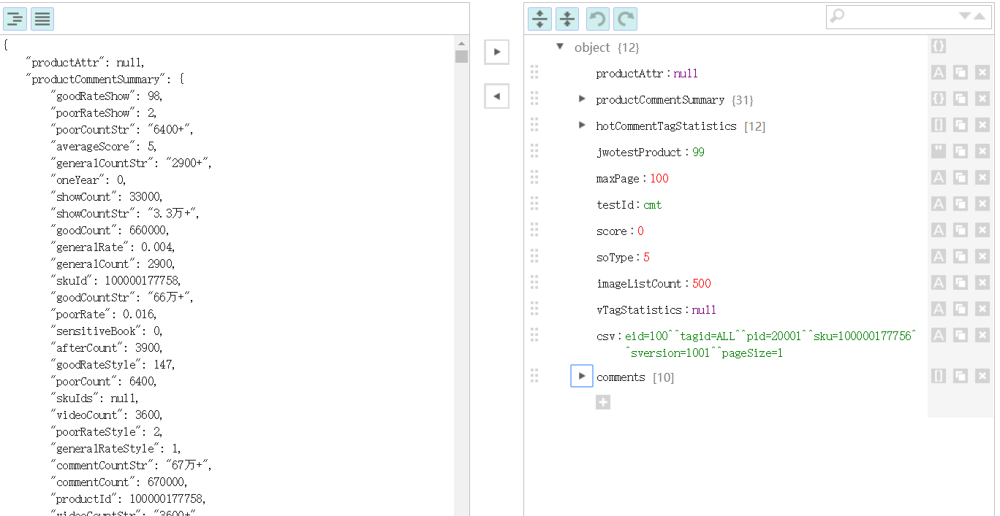 {
"productAttr": null,
"productCommentSummary": {
"goodRateShow": 98,
"poorRateShow": 2,
"poorCountStr": "6400+",
"averageScore": 5,
"generalCountStr": "2900+",
"oneYear": 0,
"showCount": 33000,
"showCountStr": "3.3万+",
"goodCount": 660000,
"generalRate": 0.004,
"generalCount": 2900,
"skuId": 100000177758,
"goodCountStr": "66万+",
"poorRate": 0.016,
"sensitiveBook": 0,
"afterCount": 3900,
"goodRateStyle": 147,
"poorCount": 6400,
"skuIds": null,
"videoCount": 3600,
"poorRateStyle": 2,
"generalRateStyle": 1,
"commentCountStr": "67万+",
"commentCount": 670000,
"productId": 100000177758,
"videoCountStr": "3600+"
object {12}
productAttr : null
productCommentSummary {31}
hotCommentTagStatistics [12]
jwotestProduct : 99
maxPage : 100
testId : cmt
score : 0
soType : 5
imageListCount : 500
vTagStatistics : null
csv : eid=100^^tagid=ALL^^pid=20001^^sku=100000177756^
^sversion=1001^^pageSize=1
comments [10]